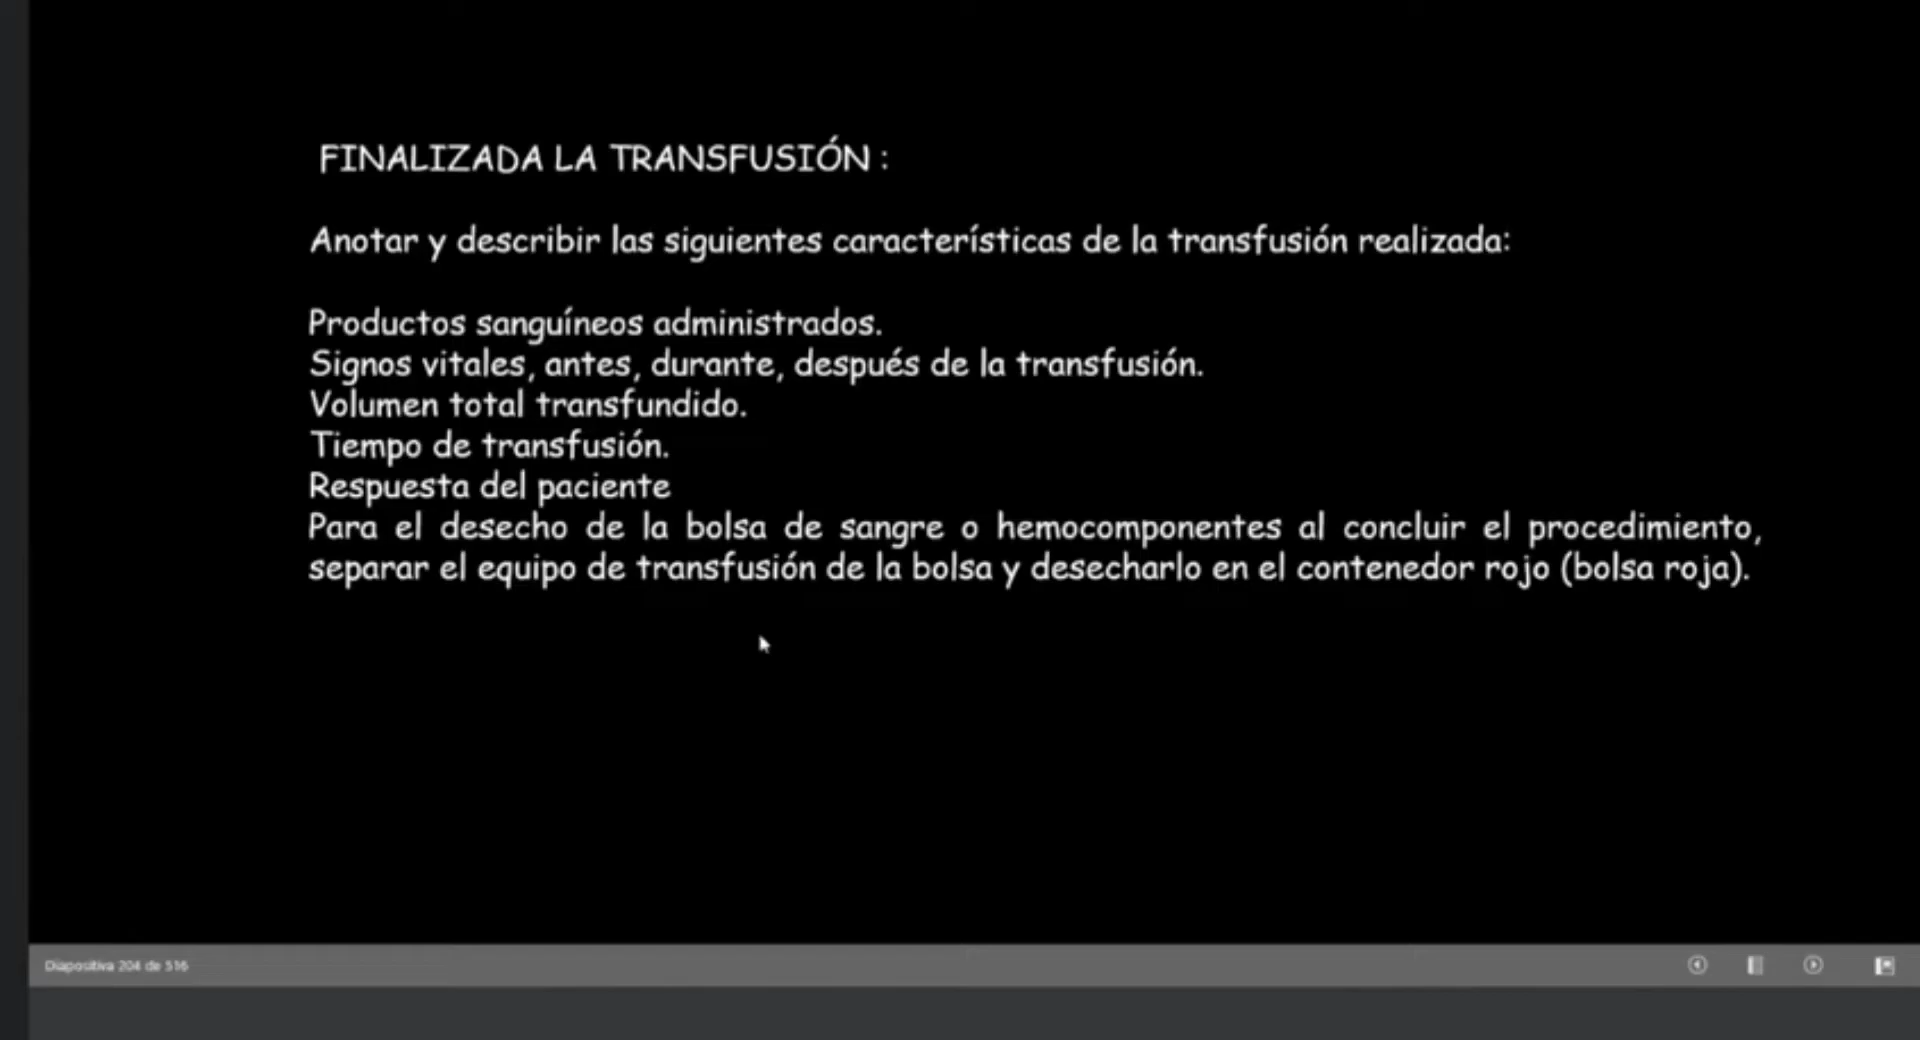 FINALIZADA LA TRANSFUSIÓN :
Anotar y describir las siguientes características de la transfusión realizada:
Productos sanguíneos administrados.
Signos vitales, antes, durante, después de la transfusión.
Volumen total transfundido.
Tiempo de transfusión.
Respuesta del paciente
Para el desecho de la bolsa de sangre o hemocomponentes al concluir el procedimiento,
separar el equipo de transfusión de la bolsa y desecharlo en el contenedor rojo (bolsa roja).
Diapositiva 204 de 516